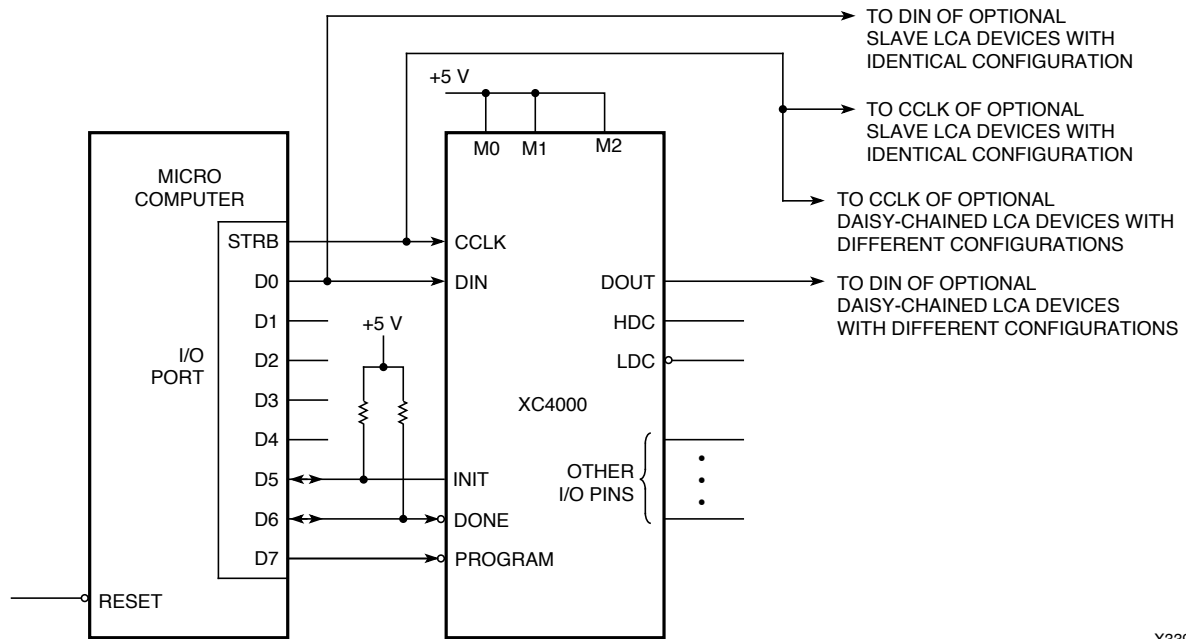 TO DIN OF OPTIONAL
SLAVE LCA DEVICES WITH
IDENTICAL CONFIGURATION
+5 V
TO CCLK OF OPTIONAL
SLAVE LCA DEVICES WITH
IDENTICAL CONFIGURATION
M0 M1 M2
MICRO
COMPUTER
TO CCLK OF OPTIONAL
DAISY-CHAINED LCA DEVICES WITH
DIFFERENT CONFIGURATIONS
STRB
CCLK
D0
DIN
DOUT
TO DIN OF OPTIONAL
DAISY-CHAINED LCA DEVICES
WITH DIFFERENT CONFIGURATIONS
D1
+5 V
HDC
I/O
PORT
D2
LDC
D3
XC4000
D4
OTHER
I/O PINS
D5
INIT
D6
DONE
D7
PROGRAM
RESET